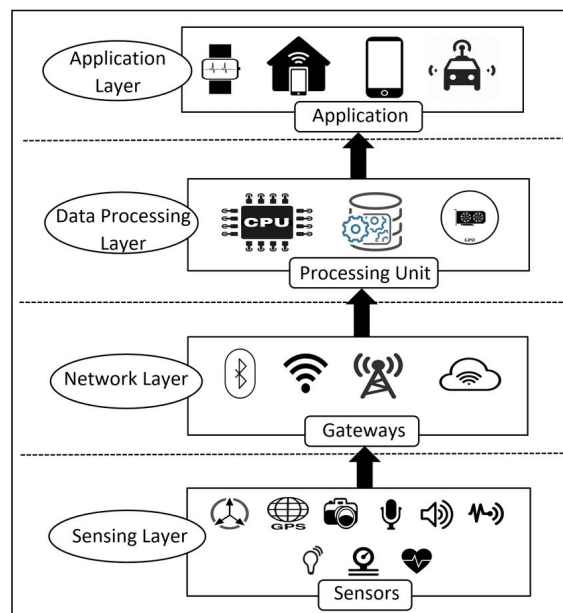 Application
Layer
Application
Data Processing
Layer
CPU
GPU
Processing Unit
Network Layer
Gateways
Sensing Layer
GPS
Sensors